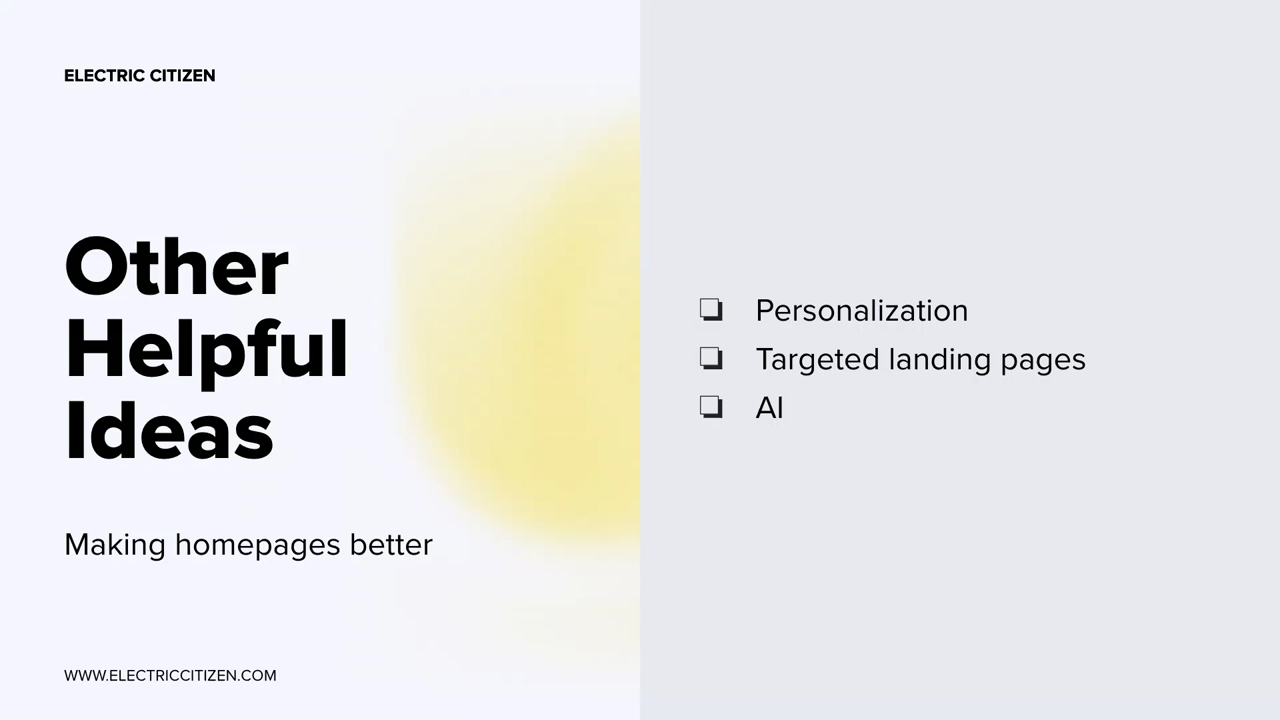 ELECTRIC CITIZEN
Other
Helpful
Ideas
Making homepages better
WWW.ELECTRICCITIZEN.COM
❏ Personalization
❏ Targeted landing pages
❏ AI